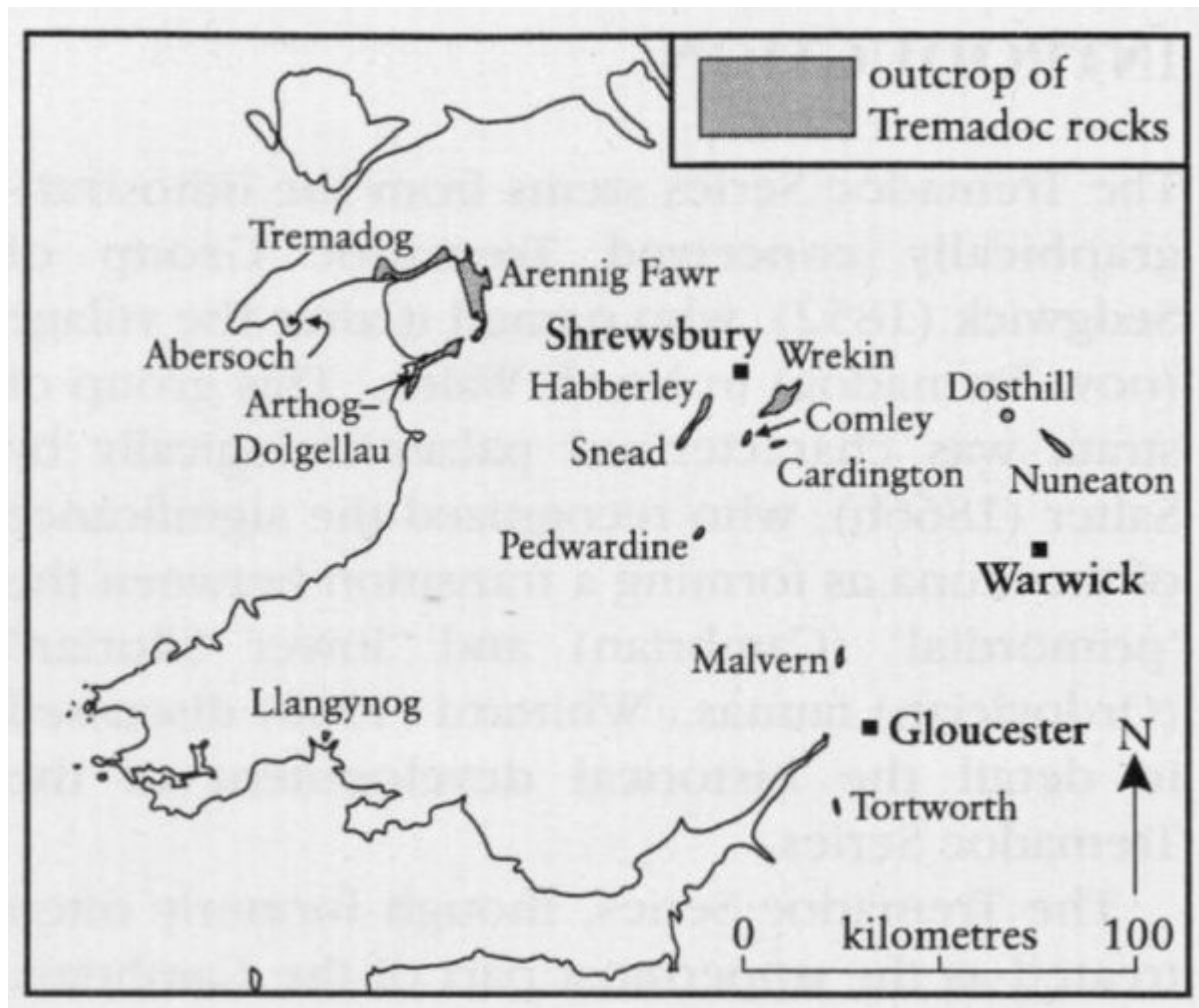 outcrop of
Tremadoc rocks
Tremadog
Arennig Fawr
Abersoch
Shrewsbury
Wrekin
Habberley
Dosthill
Arthog–
Dolgellau
Comley
Snead
Cardington
Nuneaton
Pedwardine
Warwick
Malvern
Llangynog
Gloucester
N
Tortworth
0 kilometres 100